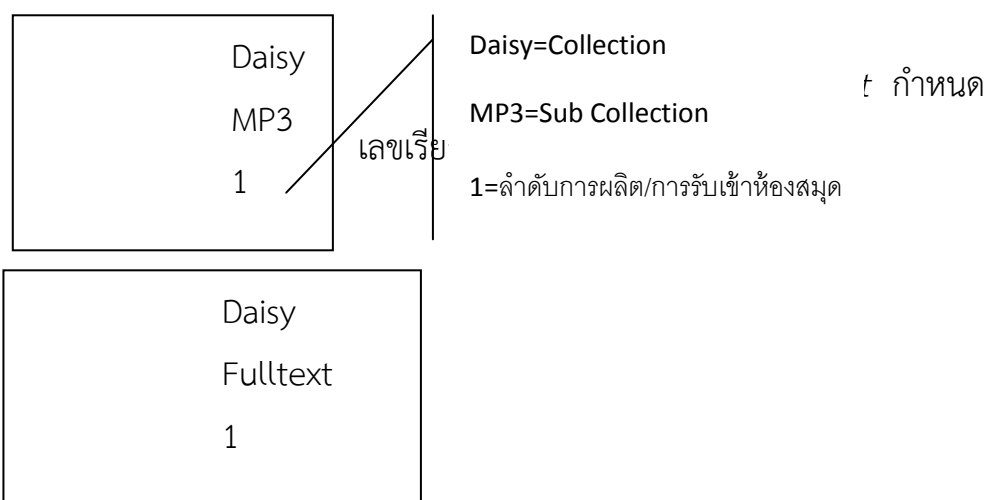 Daisy
MP3
1
Daisy=Collection
MP3=Sub Collection
1=ลำดับการผลิต/การรับเข้าห้องสมุด
กำหนด
Daisy
Fulltext
1